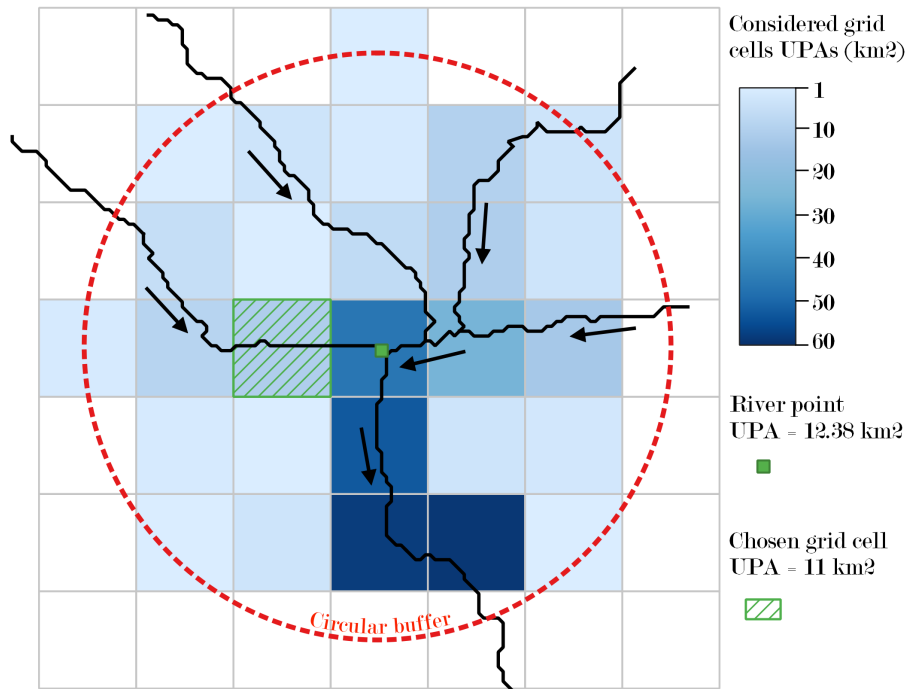 Considered grid
cells UPAs (km2)
1
10
20
30
40
50
60
River point
UPA = 12.38 km2
Chosen grid cell
UPA = 11 km2
Circular buffer